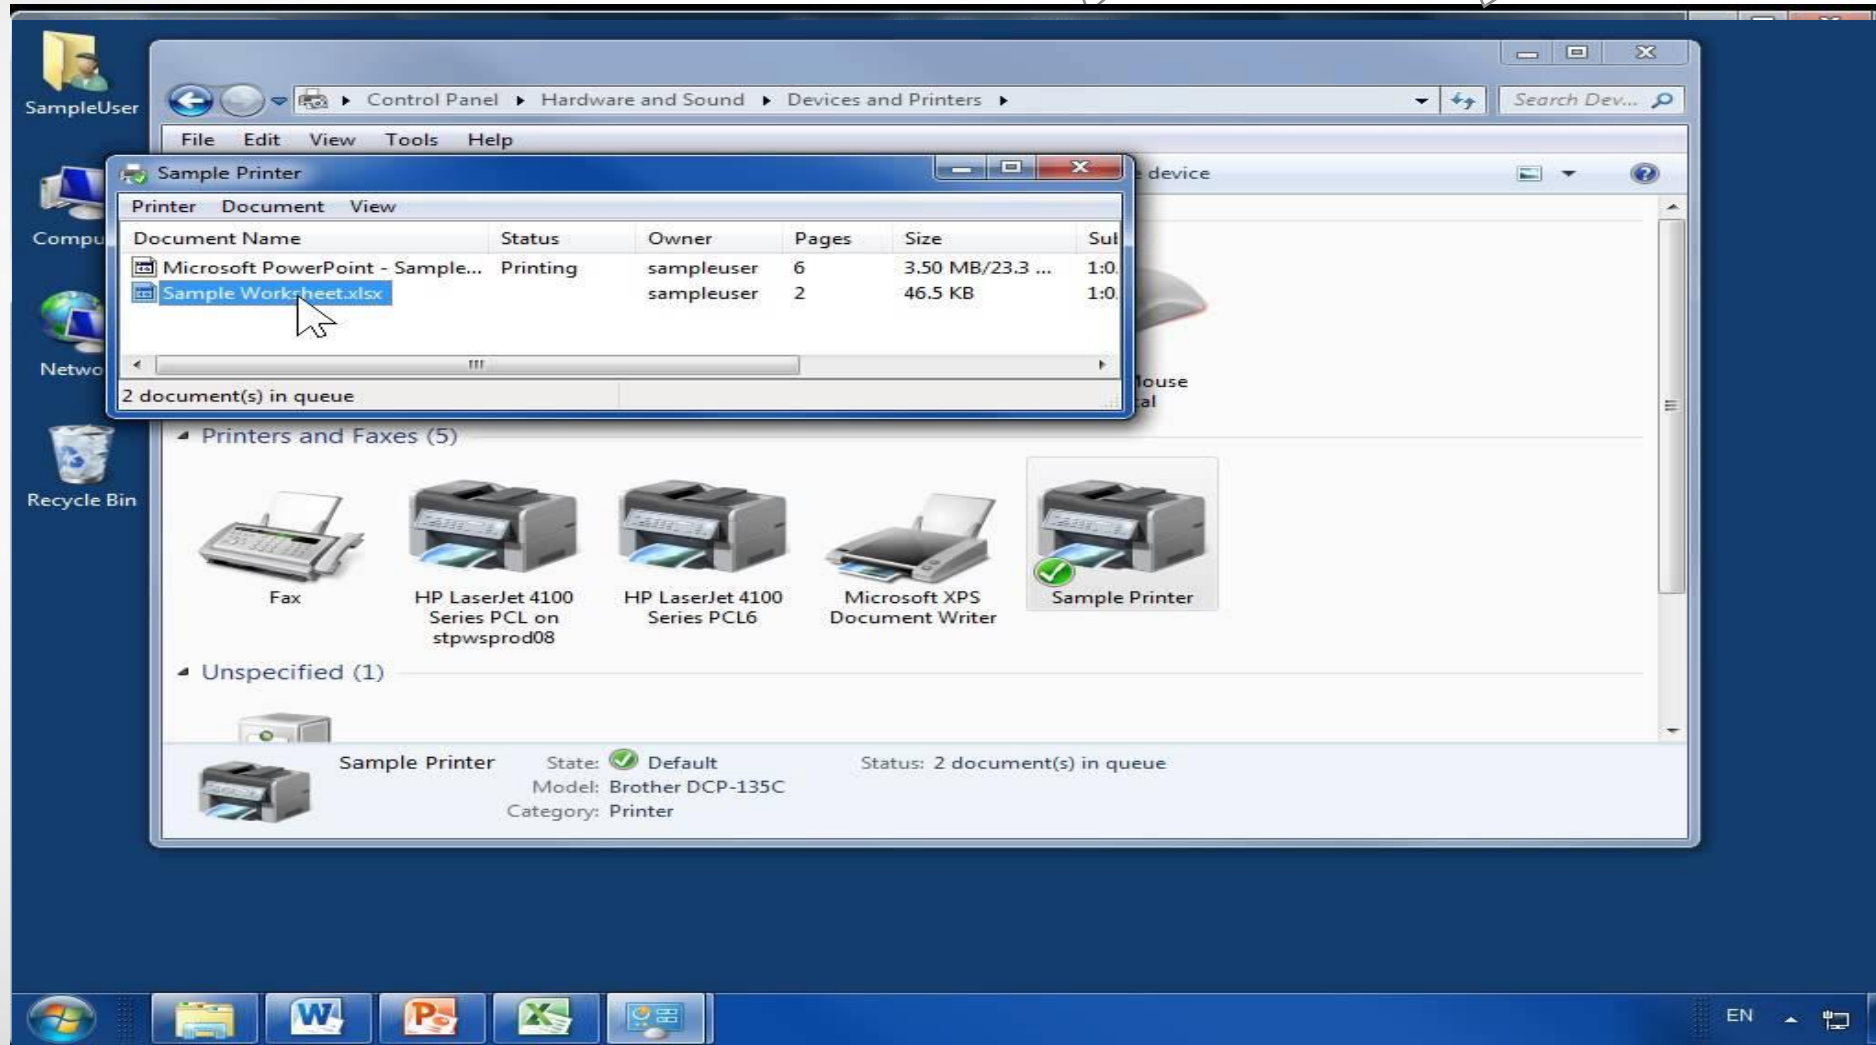 SampleUser
Control Panel Hardware and Sound Devices and Printers
Search Dev...
File Edit View Tools Help
Sample Printer
device
Printer Document View
Document Name Status Owner Pages Size Sub
Microsoft PowerPoint - Sample... Printing sampleuser 6 3.50 MB/23.3 ... 1:0
Sample Worksheet.xlsx sampleuser 2 46.5 KB 1:0
2 document(s) in queue
Compu
Netwo
Recycle Bin
Mouse
cal
Printers and Faxes (5)
Fax
HP LaserJet 4100
Series PCL on
stpwsprod08
HP LaserJet 4100
Series PCL6
Microsoft XPS
Document Writer
Sample Printer
Unspecified (1)
Sample Printer State: Default Status: 2 document(s) in queue
Model: Brother DCP-135C
Category: Printer
EN